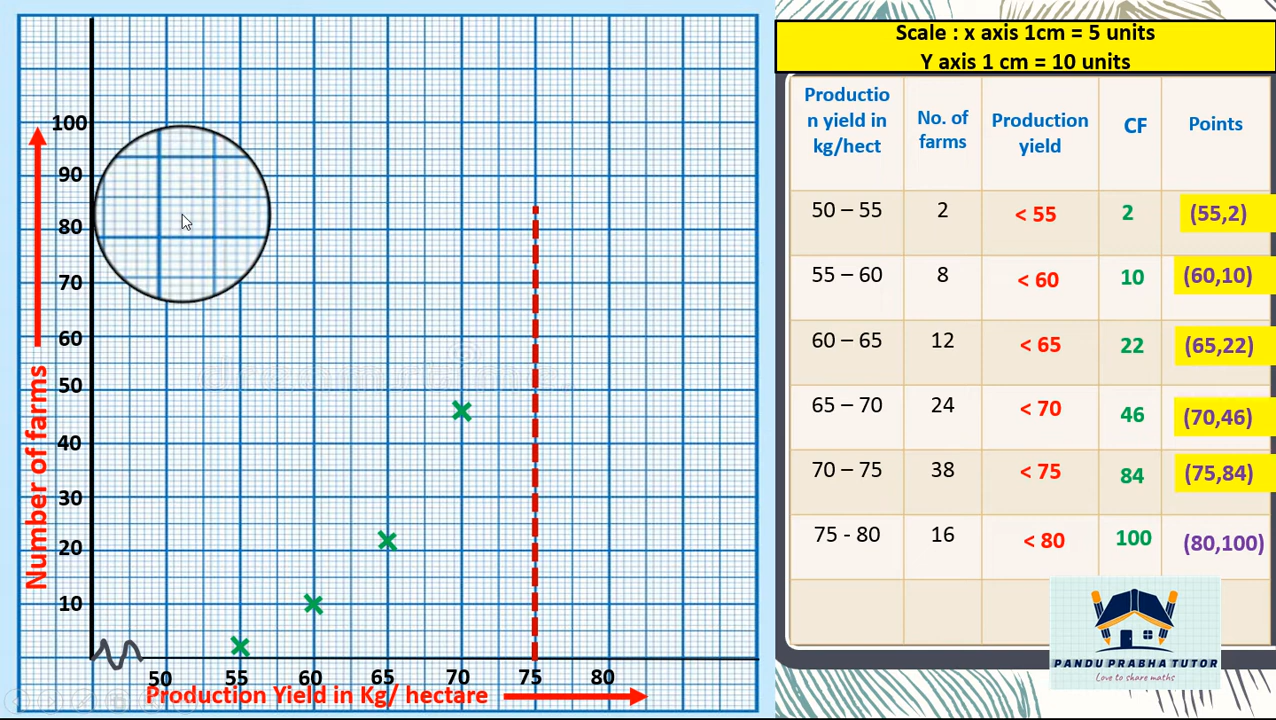 Scale : x axis 1cm = 5 units
Y axis 1 cm = 10 units
Productio
n yield in
kg/hect
No. of
farms
Production
yield
CF
Points
50 – 55 2 < 55 2 (55,2)
55 – 60 8 < 60 10 (60,10)
60 – 65 12 < 65 22 (65,22)
65 – 70 24 < 70 46 (70,46)
70 – 75 38 < 75 84 (75,84)
75 - 80 16 < 80 100 (80,100)
100
90
80
70
60
50
40
30
20
10
Number of farms
50 55 60 65 70 75 80
Production Yield in Kg/ hectare
PANDU PRABHA TUTOR
Love to share maths